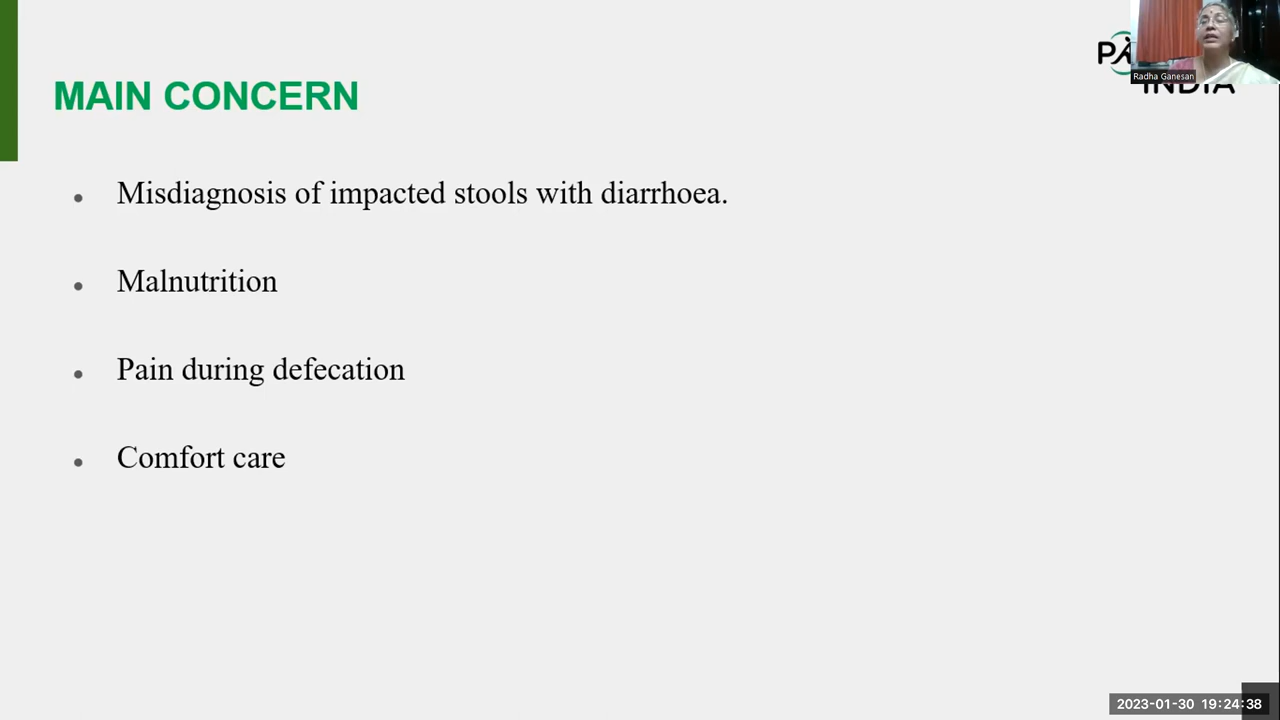 MAIN CONCERN
• Misdiagnosis of impacted stools with diarrhoea.
• Malnutrition
• Pain during defecation
• Comfort care
Radha Ganesan
INDIA
2023-01-30 19:24:38